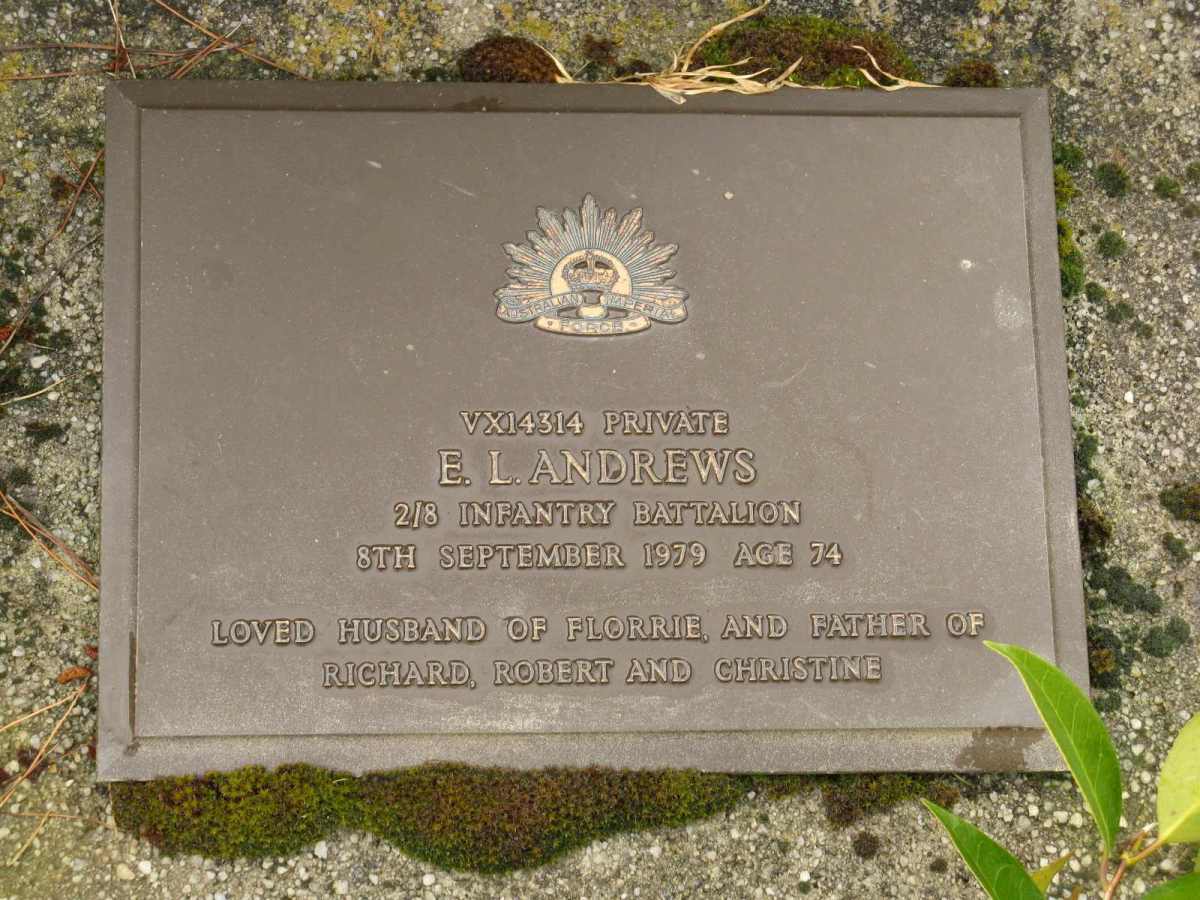 AUSTRALIAN IMPERIAL
FORCE
VX14314 PRIVATE
E. L. ANDREWS
2/8 INFANTRY BATTALION
8TH SEPTEMBER 1979 AGE 74
LOVED HUSBAND OF FLORRIE, AND FATHER OF
RICHARD, ROBERT AND CHRISTINE